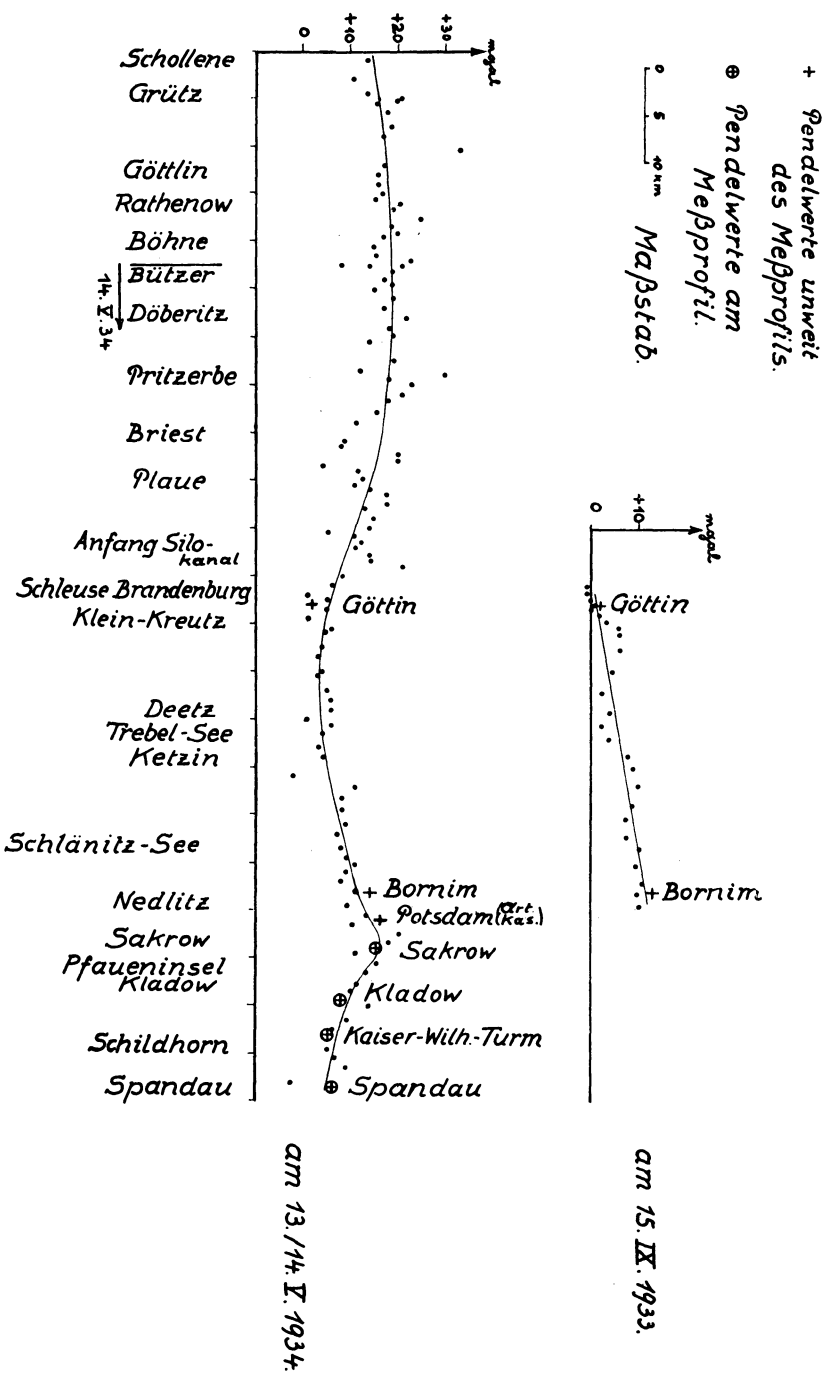 + Pendelwerte unweit
des Meßprofils.
⊕ Pendelwerte am
Meßprofil.
0 5 10 km
Maßstab.
mgal
+10
0
Göttin
Bornim
am 15. IX. 1933.
mgal
+30
+20
+10
0
Schollene
Grütz
Göttlin
Rathenow
Böhne
Bützer
14. V. 34
Döberitz
Pritzerbe
Briest
Plaue
Anfang Silo-
kanal
Schleuse Brandenburg
Klein-Kreutz
Deetz
Trebel-See
Ketzin
Schlänitz-See
Nedlitz
Sakrow
Pfaueninsel
Kladow
Schildhorn
Spandau
Göttin
Bornim
Potsdam (art.
kas.)
Sakrow
Kladow
Kaiser-Wilh.-Turm
Spandau
am 13./14. V. 1934.